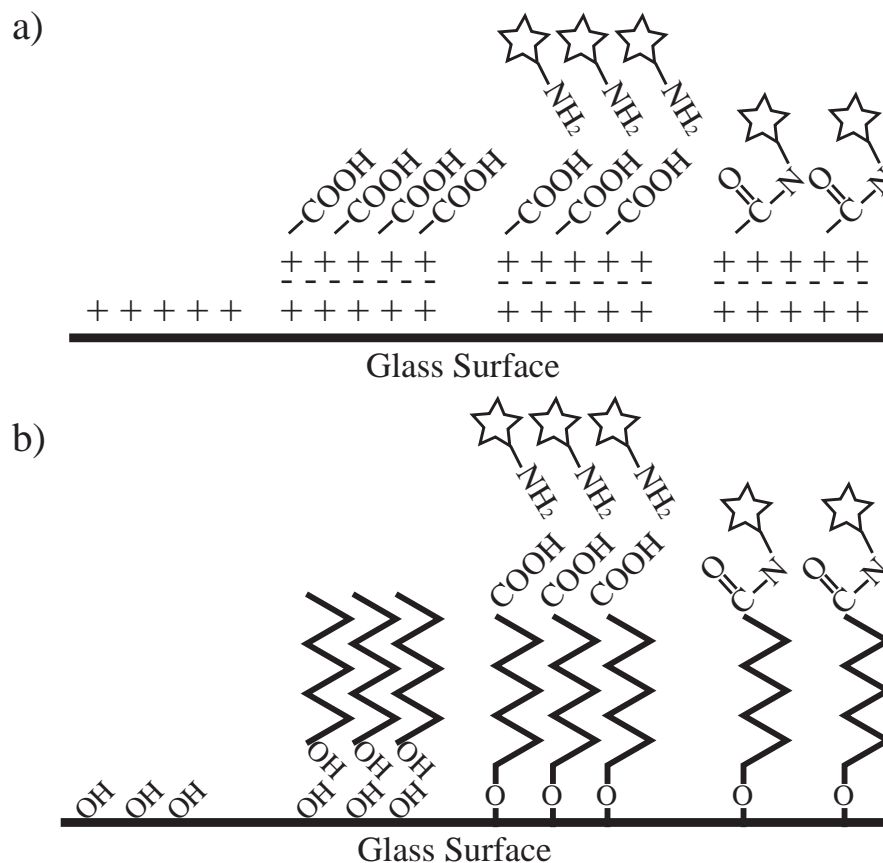 a)
NH₂ NH₂ NH₂
COOH COOH COOH COOH
COOH COOH COOH
O C N
O C N
+ + + + + + + + + + + + + + +
- - - - - - - - - - - - - - - - - -
+ + + + + + + + + + + + + + + + + + + +
Glass Surface
b)
NH₂ NH₂ NH₂
COOH COOH COOH
O C N
O C N
OH OH OH
OH OH OH OH OH OH
O O O O O
Glass Surface